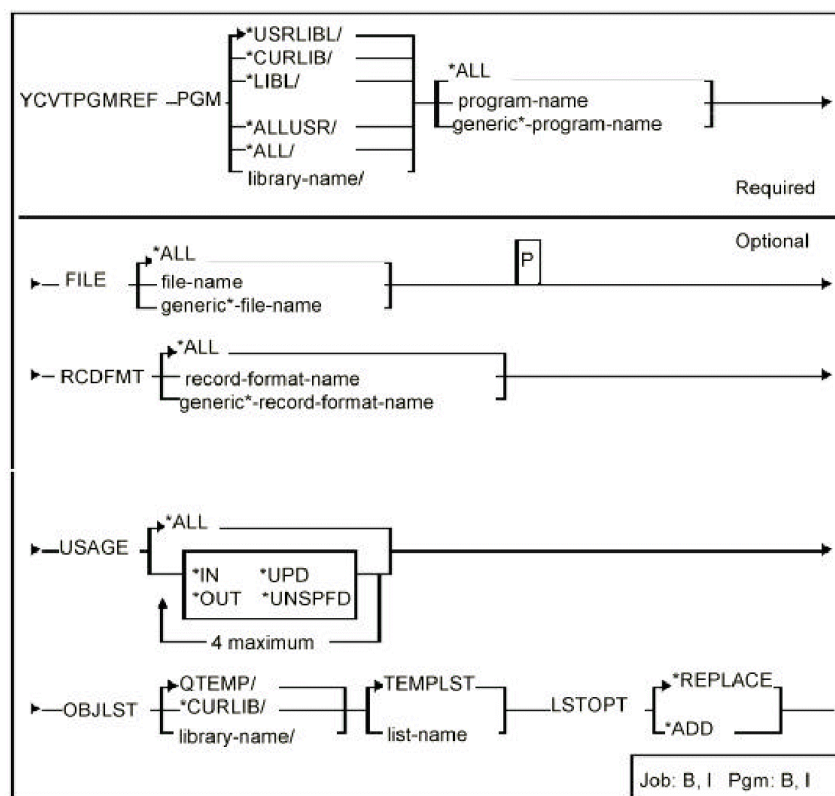 *USRLIBL/
*CURLIB/
*LIBL/
*ALLUSR/
*ALL/
library-name/
YCVTPGMREF PGM
*ALL
program-name
generic*-program-name
Required
Optional
FILE
*ALL
file-name
generic*-file-name
P
RCDFMT
*ALL
record-format-name
generic*-record-format-name
USAGE
*ALL
*IN *UPD
*OUT *UNSPFD
4 maximum
OBJLST
QTEMP/
*CURLIB/
library-name/
TEMPLST
list-name
LSTOPT
*REPLACE
*ADD
Job: B, I Pgm: B, I